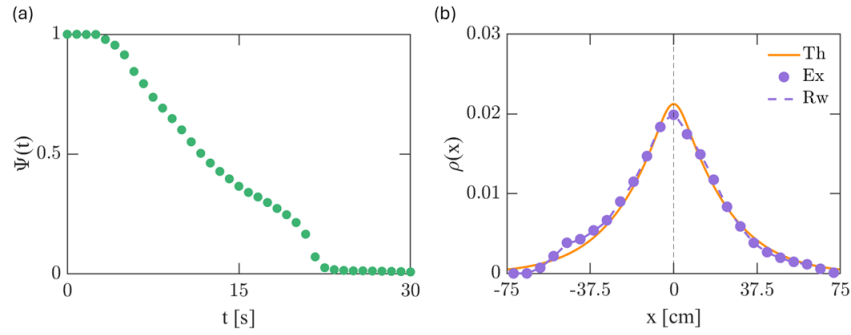 (a)
1
0.5
0
Ψ(t)
0
15
30
t [s]
(b)
0.03
0.02
0.01
0
ρ(x)
Th
Ex
Rw
-75
-37.5
0
37.5
75
x [cm]